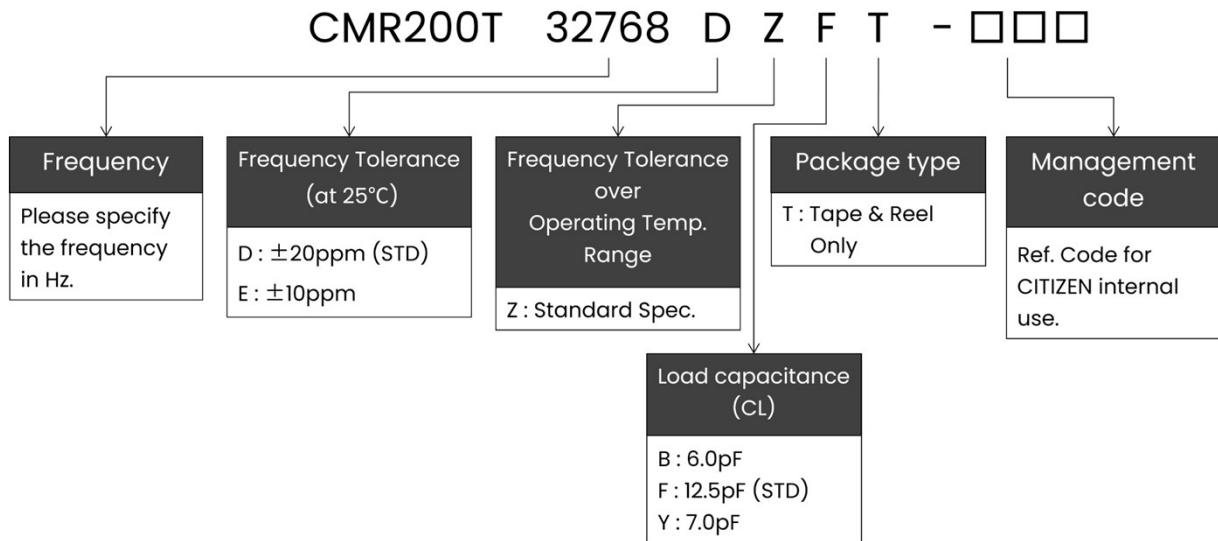 CMR200T 32768 D Z F T - □□□
Frequency
Please specify
the frequency
in Hz.
Frequency Tolerance
(at 25℃)
D : ±20ppm (STD)
E : ±10ppm
Frequency Tolerance
over
Operating Temp.
Range
Z : Standard Spec.
Load capacitance
(CL)
B : 6.0pF
F : 12.5pF (STD)
Y : 7.0pF
Package type
T : Tape & Reel
Only
Management
code
Ref. Code for
CITIZEN internal
use.